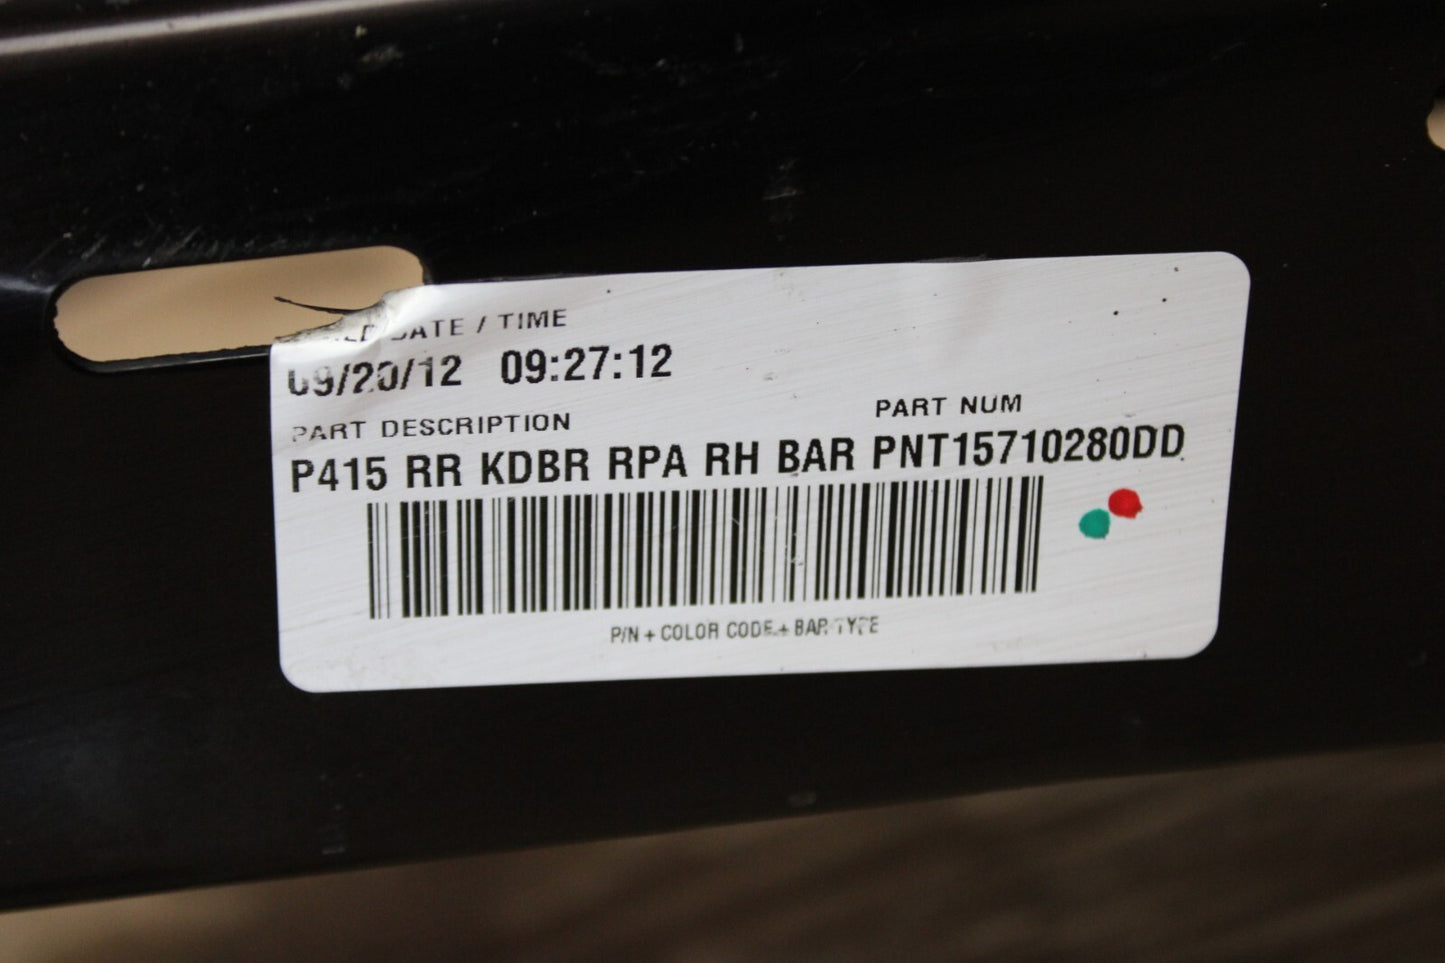 DATE / TIME
09/20/12 09:27:12
PART DESCRIPTION PART NUM
P415 RR KDBR RPA RH BAR PNT15710280DD
P/N + COLOR CODE + BAR TYPE